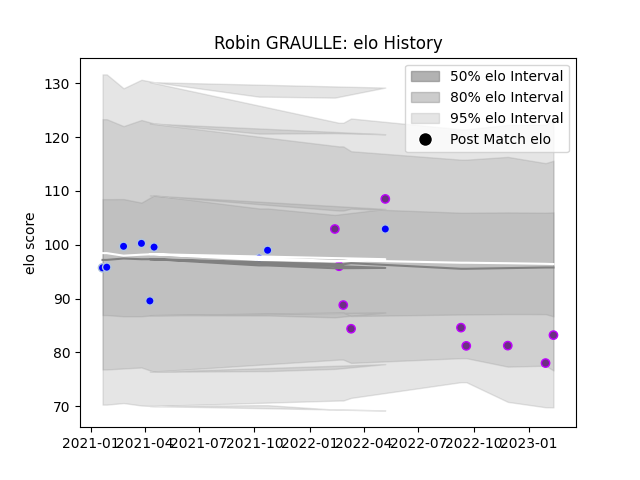 Robin GRAULLE: elo History
50% elo Interval
80% elo Interval
95% elo Interval
Post Match elo
elo score
130
120
110
100
90
80
70
2021-01 2021-04 2021-07 2021-10 2022-01 2022-04 2022-07 2022-10 2023-01